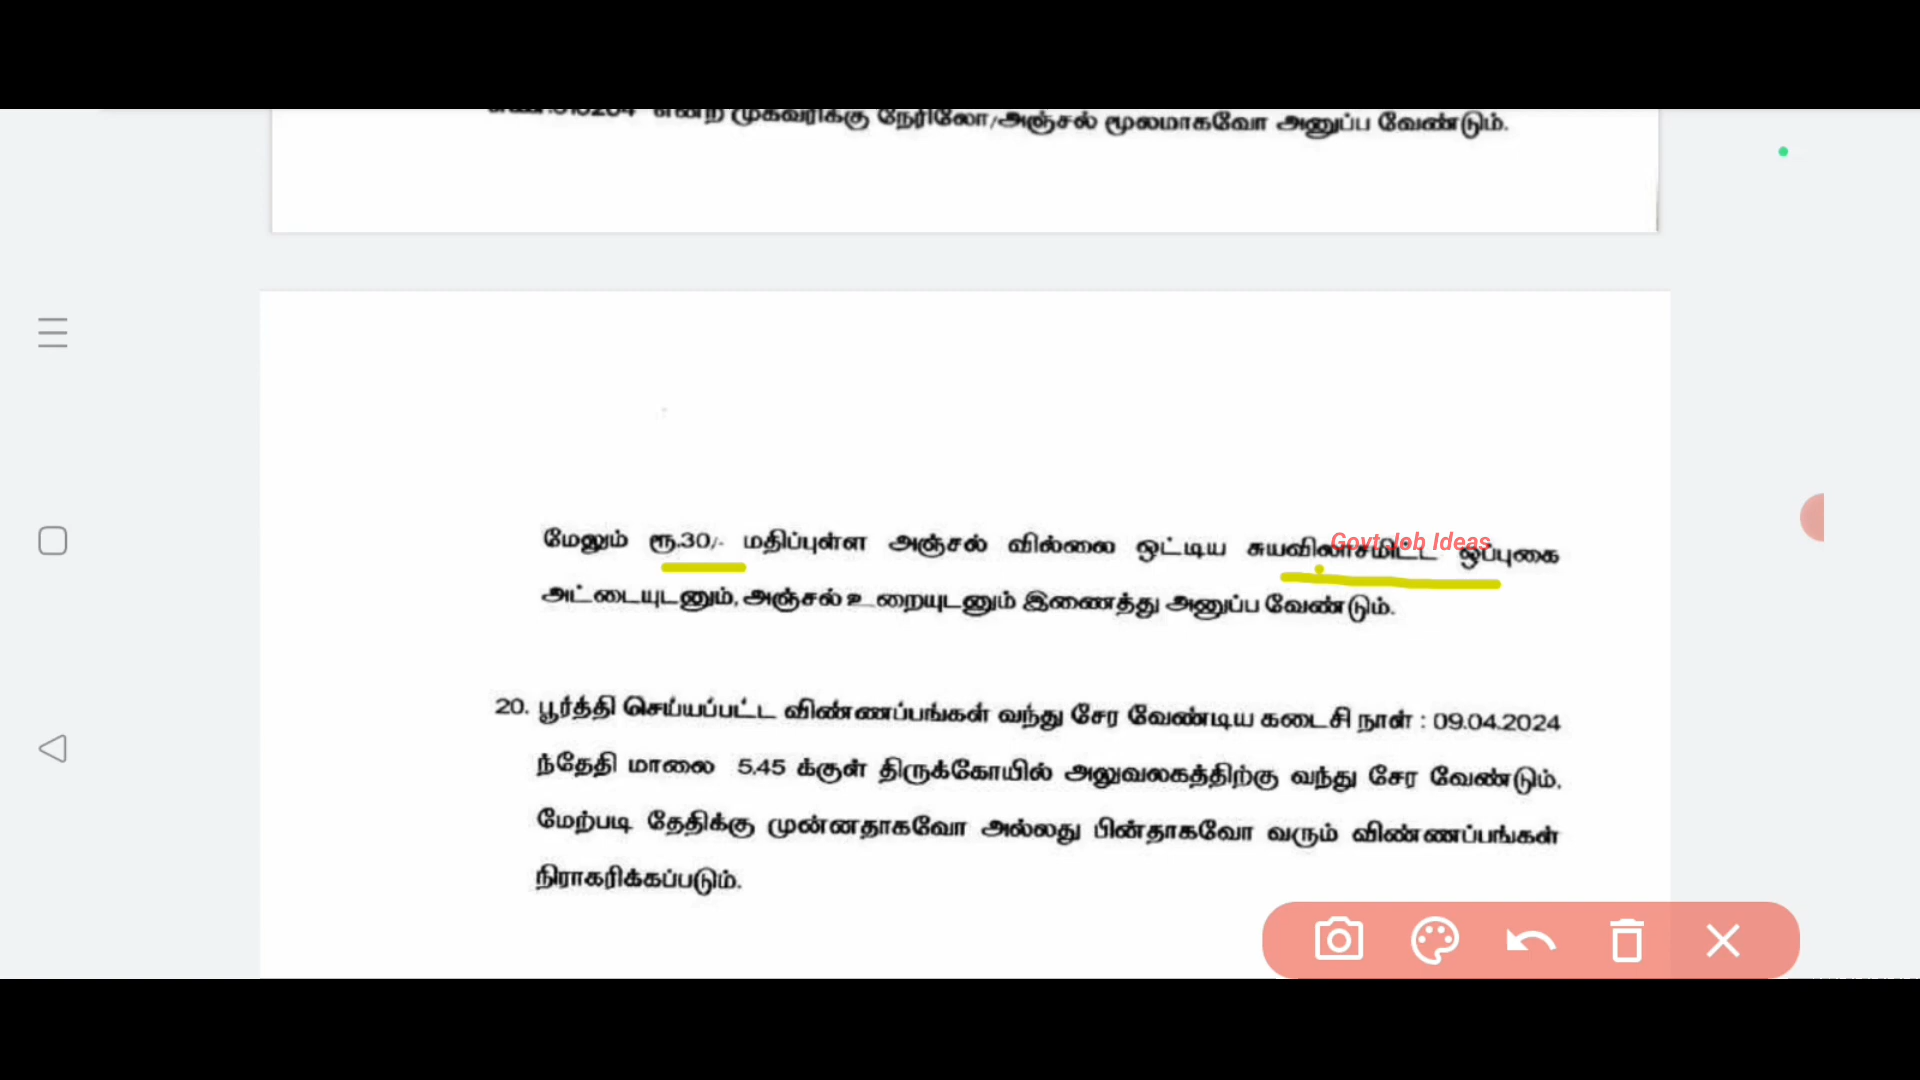 என்ற முகவரிக்கு நேரிலோ/அஞ்சல் மூலமாகவோ அனுப்ப வேண்டும்.
மேலும் ரூ.30/- மதிப்புள்ள அஞ்சல் வில்லை ஒட்டிய சுயவிலாசமிட்ட ஒப்புகை
Govt Job Ideas
அட்டையுடனும், அஞ்சல் உறையுடனும் இணைத்து அனுப்ப வேண்டும்.
20. பூர்த்தி செய்யப்பட்ட விண்ணப்பங்கள் வந்து சேர வேண்டிய கடைசி நாள் : 09.04.2024
ந்தேதி மாலை 5.45 க்குள் திருக்கோயில் அலுவலகத்திற்கு வந்து சேர வேண்டும்.
மேற்படி தேதிக்கு முன்னதாகவோ அல்லது பின்தாகவோ வரும் விண்ணப்பங்கள்
நிராகரிக்கப்படும்.